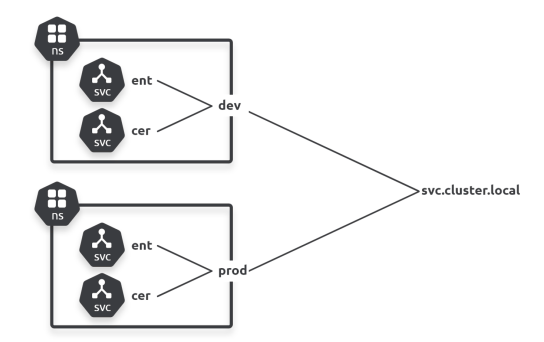 ns
svc
ent
svc
cer
dev
svc.cluster.local
ns
svc
ent
svc
cer
prod